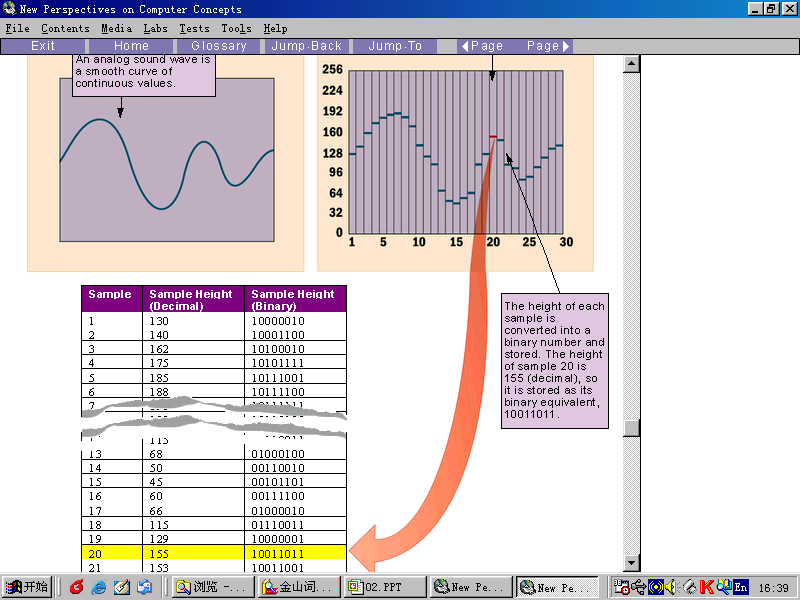 New Perspectives on Computer Concepts
File Contents Media Labs Tests Tools Help
Exit Home Glossary Jump-Back Jump-To Page Page
An analog sound wave is
a smooth curve of
continuous values.
256
224
192
160
128
96
64
32
0
1 5 10 15 20 25 30
The height of each
sample is
converted into a
binary number and
stored. The height
of sample 20 is
155 (decimal), so
it is stored as its
binary equivalent,
10011011.
Sample Sample Height (Decimal) Sample Height (Binary)
1 130 10000010
2 140 10001100
3 162 10100010
4 175 10101111
5 185 10111001
6 188 10111100
7
115
13 68 01000100
14 50 00110010
15 45 00101101
16 60 00111100
17 66 01000010
18 115 01110011
19 129 10000001
20 155 10011011
21 153 10011001
开始 浏览 -... 金山词... 02.PPT New Pe... New Pe... En 16:39